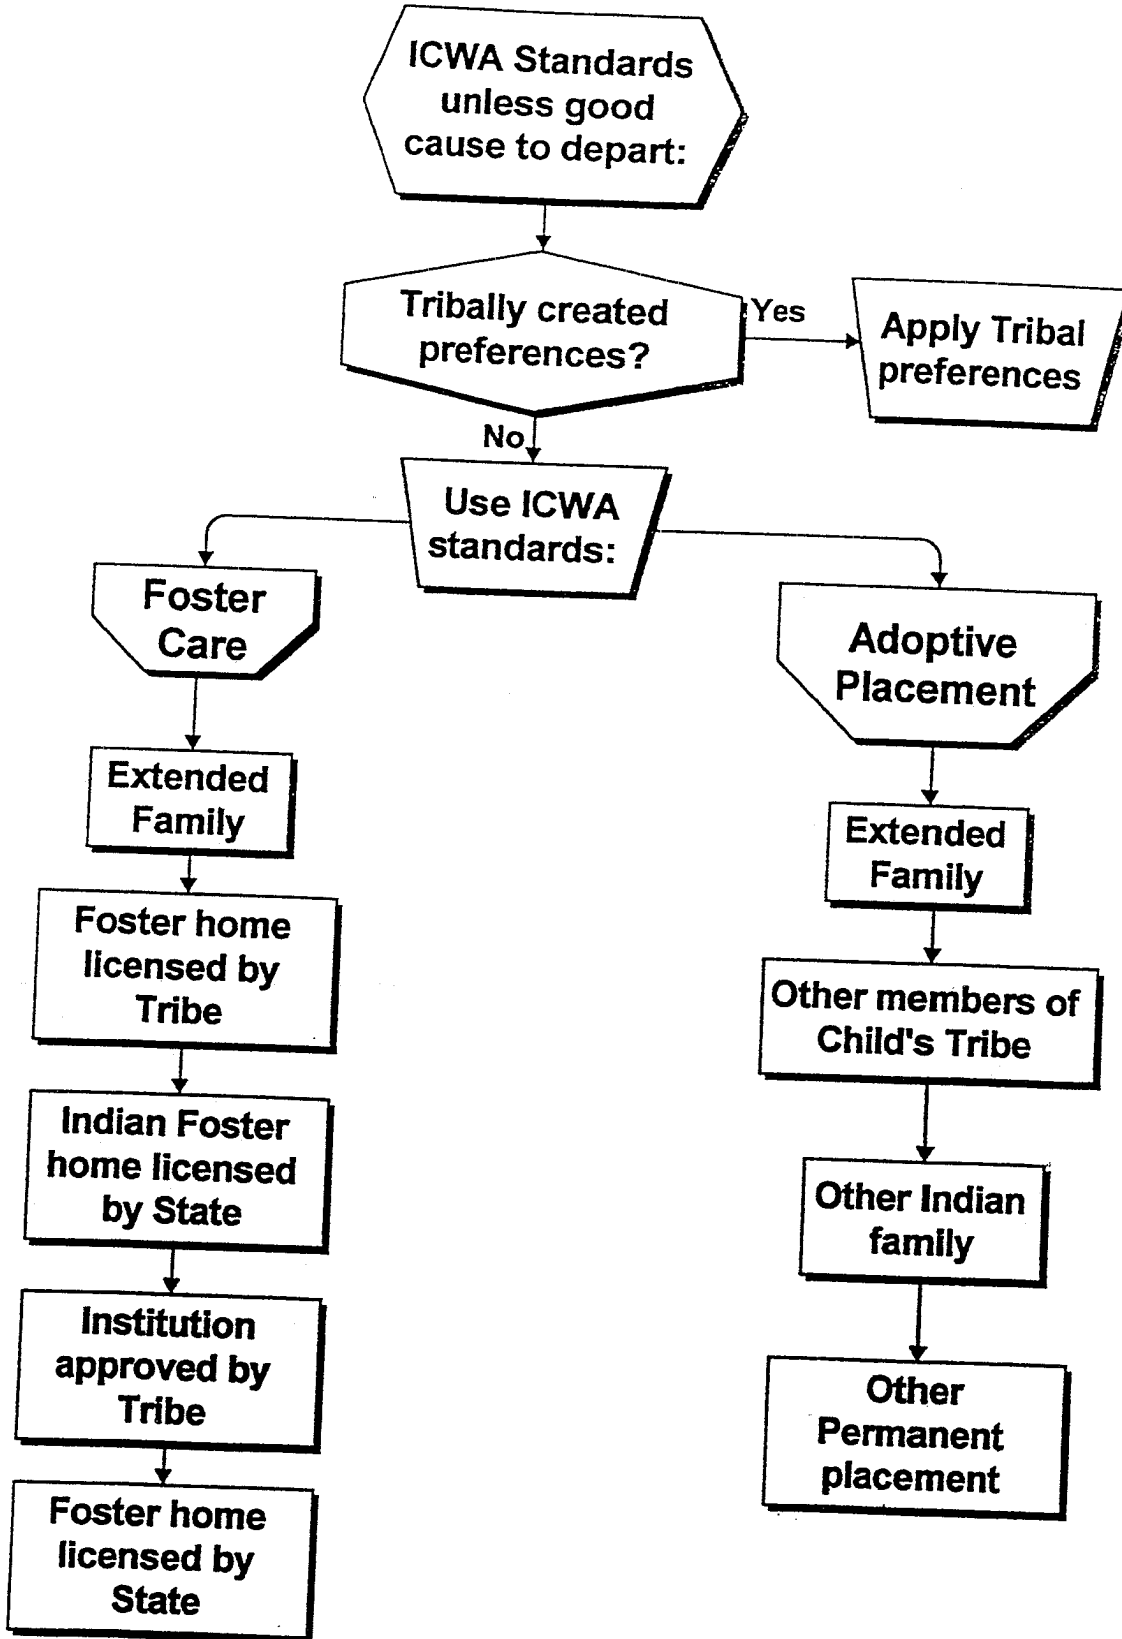 ICWA Standards
unless good
cause to depart:
Tribally created
preferences?
Yes
Apply Tribal
preferences
No
Use ICWA
standards:
Foster
Care
Extended
Family
Foster home
licensed by
Tribe
Indian Foster
home licensed
by State
Institution
approved by
Tribe
Foster home
licensed by
State
Adoptive
Placement
Extended
Family
Other members of
Child's Tribe
Other Indian
family
Other
Permanent
placement